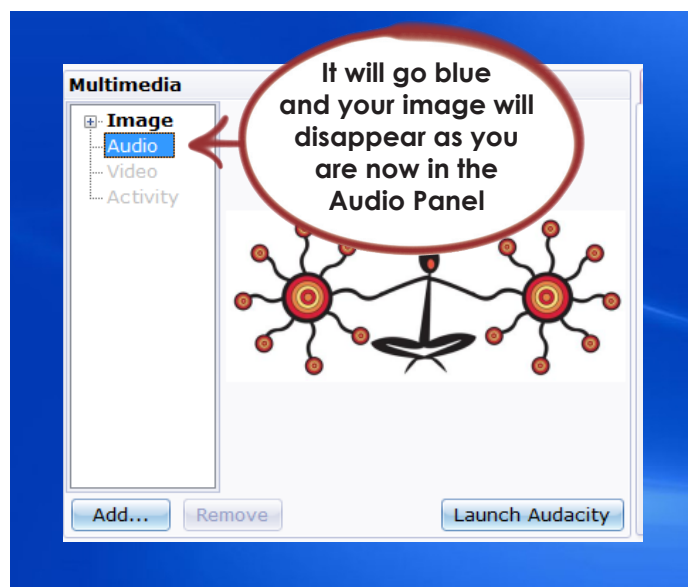 Multimedia
Image
Audio
Video
Activity
It will go blue
and your image will
disappear as you
are now in the
Audio Panel
Add...
Remove
Launch Audacity